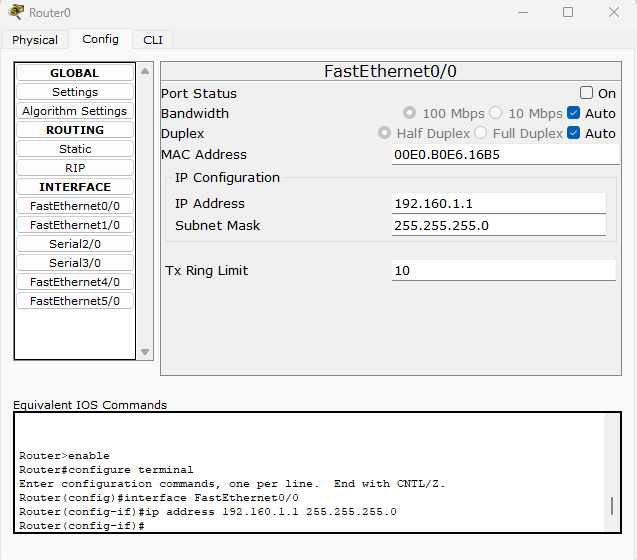 Router0
Physical Config CLI
GLOBAL
Settings
Algorithm Settings
ROUTING
Static
RIP
INTERFACE
FastEthernet0/0
FastEthernet1/0
Serial2/0
Serial3/0
FastEthernet4/0
FastEthernet5/0
FastEthernet0/0
Port Status On
Bandwidth 100 Mbps 10 Mbps Auto
Duplex Half Duplex Full Duplex Auto
MAC Address 00E0.B0E6.16B5
IP Configuration
IP Address 192.160.1.1
Subnet Mask 255.255.255.0
Tx Ring Limit 10
Equivalent IOS Commands
Router>enable
Router#configure terminal
Enter configuration commands, one per line.  End with CNTL/Z.
Router(config)#interface FastEthernet0/0
Router(config-if)#ip address 192.160.1.1 255.255.255.0
Router(config-if)#